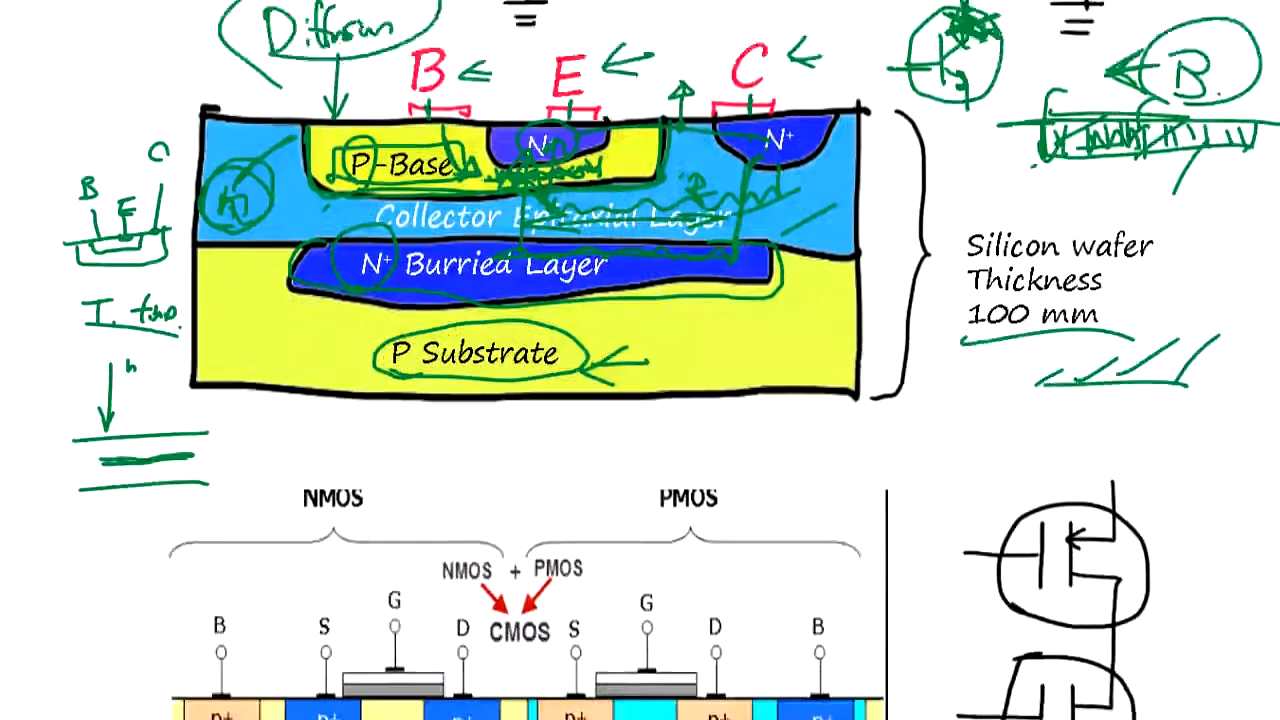 Diffusion
B E C
B.
N+ N+
P-Base
n
C
B E
Collector Epitaxial Layer
N+ Burried Layer
Silicon wafer
Thickness
100 mm
P Substrate
NMOS PMOS
NMOS + PMOS
CMOS
B S G D S G D B
p+ n+ n+ p+ p+ n+